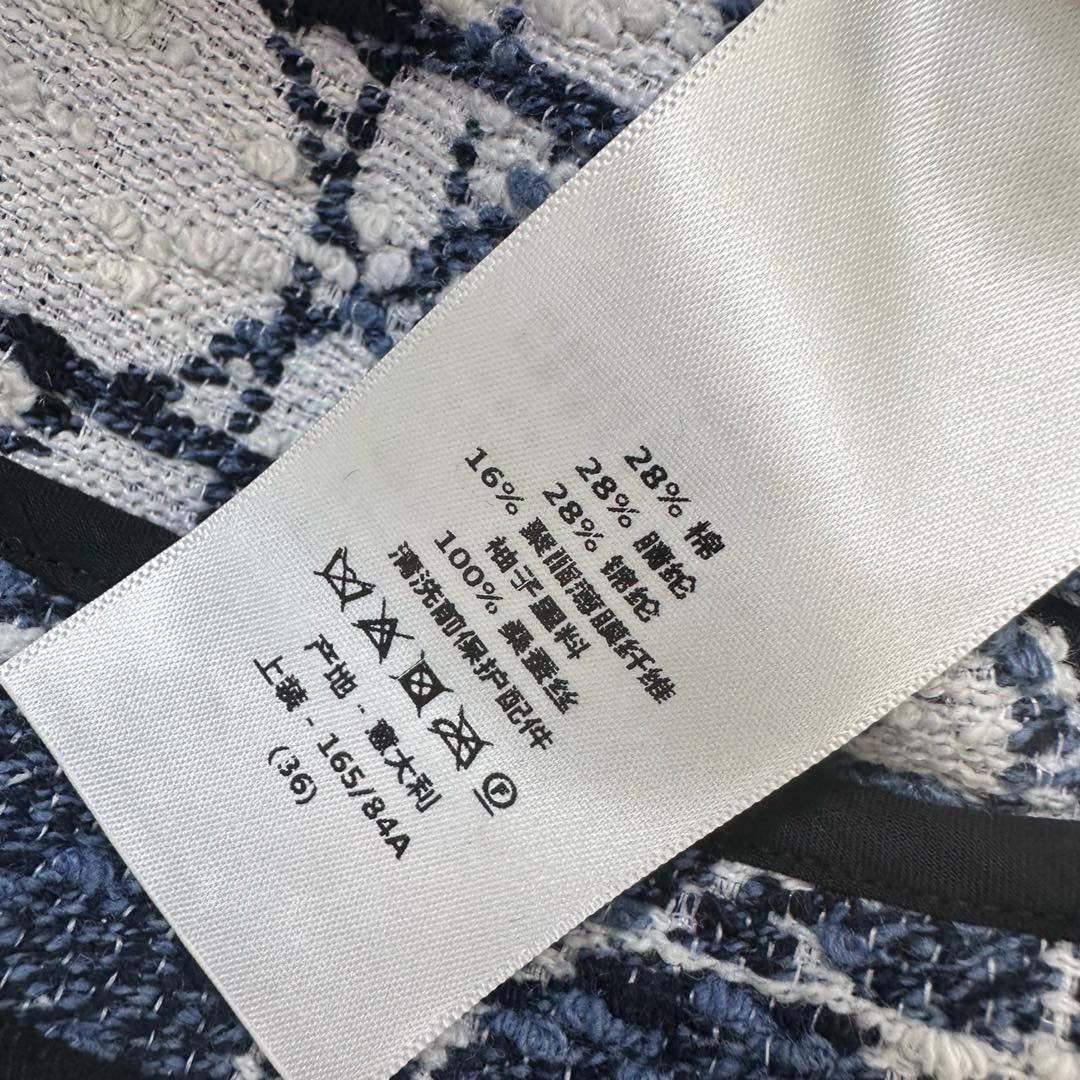 28% 棉
28% 腈纶
28% 锦纶
16% 聚酯薄膜纤维
袖子里料
100% 桑蚕丝
清洗前保护配件
F
产地 - 意大利
上装 - 165/84A
(36)